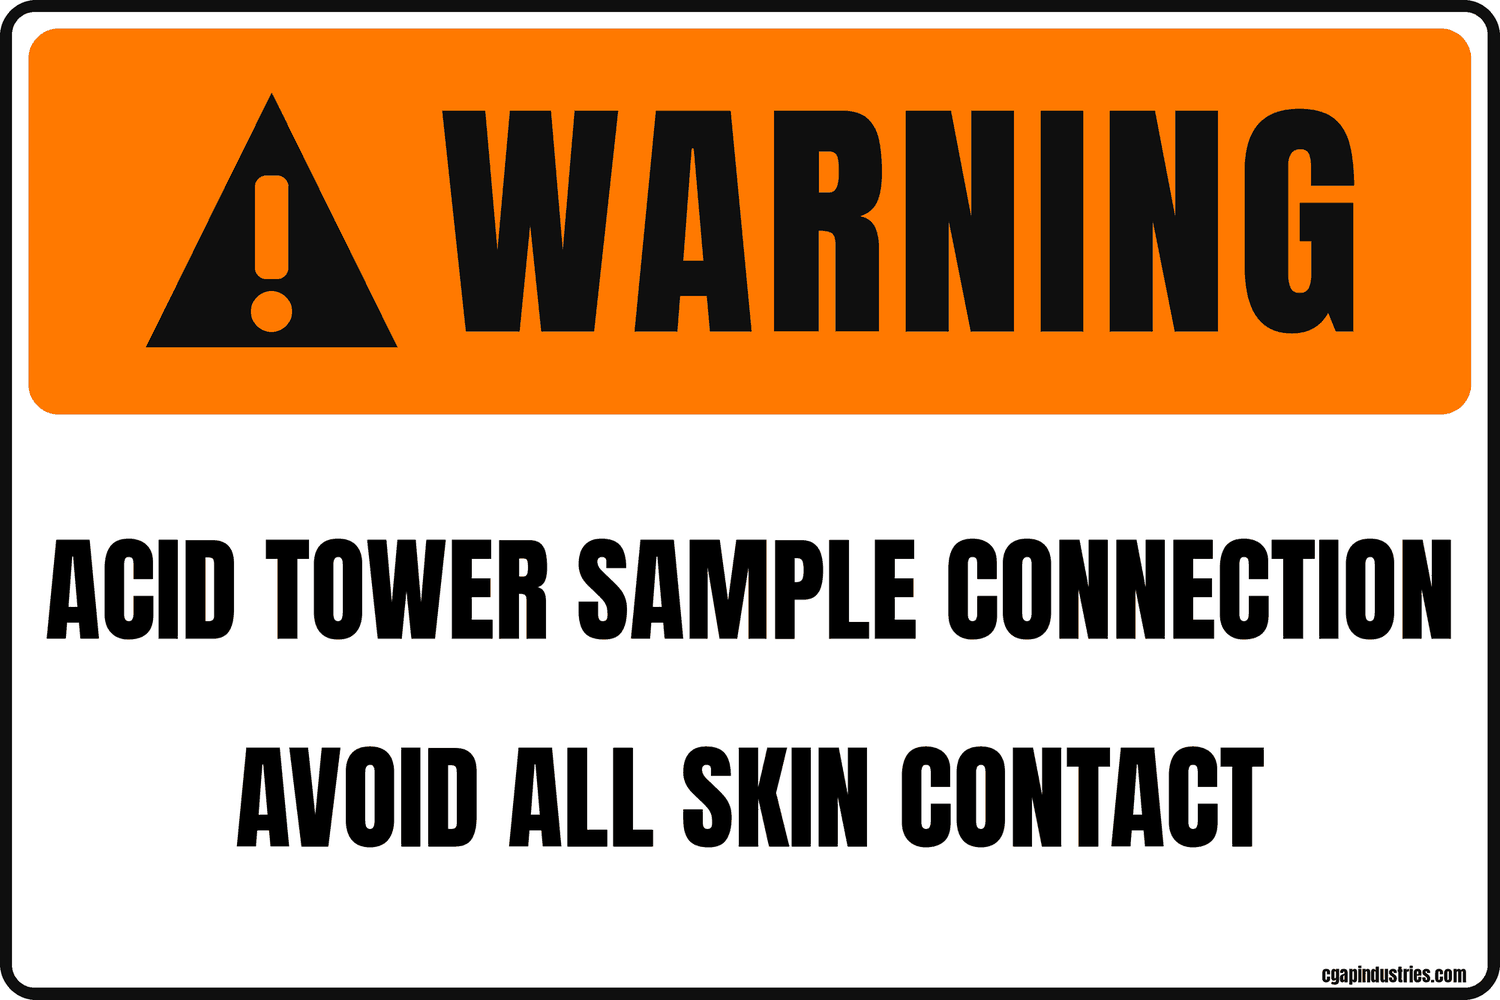 WARNING
ACID TOWER SAMPLE CONNECTION
AVOID ALL SKIN CONTACT
cgapindustries.com